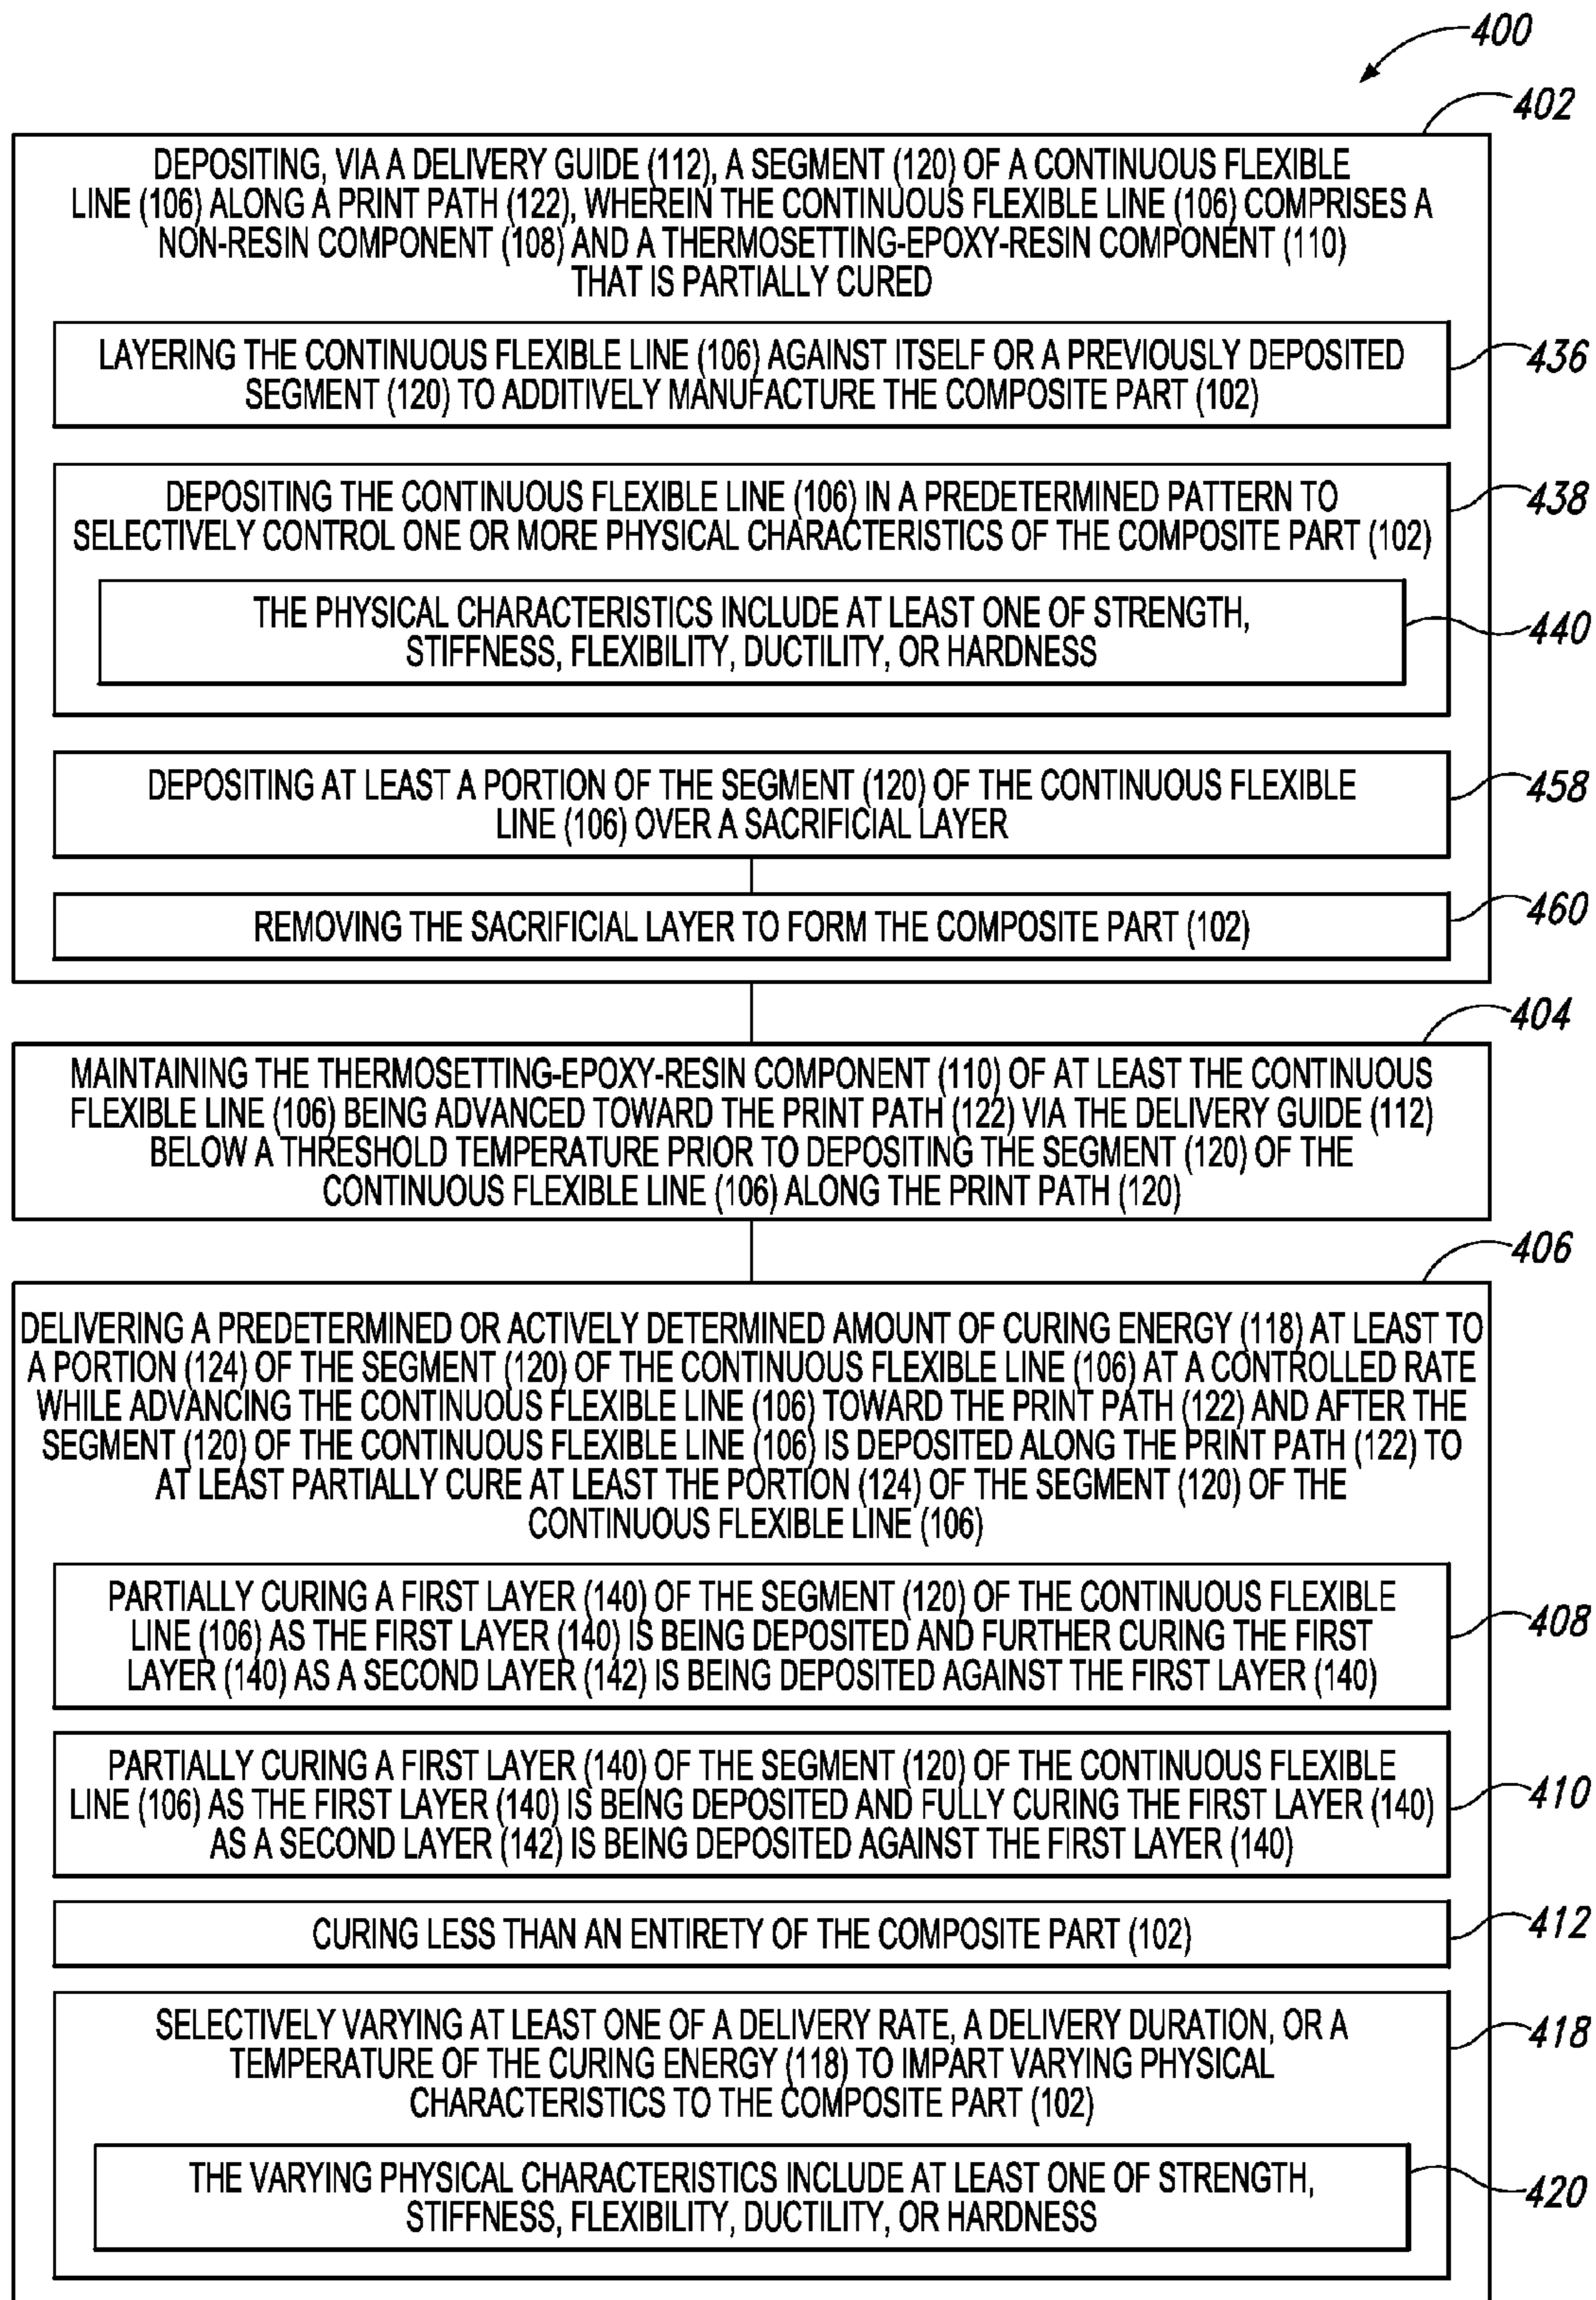 400
402
DEPOSITING, VIA A DELIVERY GUIDE (112), A SEGMENT (120) OF A CONTINUOUS FLEXIBLE
LINE (106) ALONG A PRINT PATH (122), WHEREIN THE CONTINUOUS FLEXIBLE LINE (106) COMPRISES A
NON-RESIN COMPONENT (108) AND A THERMOSETTING-EPOXY-RESIN COMPONENT (110)
THAT IS PARTIALLY CURED
LAYERING THE CONTINUOUS FLEXIBLE LINE (106) AGAINST ITSELF OR A PREVIOUSLY DEPOSITED
SEGMENT (120) TO ADDITIVELY MANUFACTURE THE COMPOSITE PART (102)
436
DEPOSITING THE CONTINUOUS FLEXIBLE LINE (106) IN A PREDETERMINED PATTERN TO
SELECTIVELY CONTROL ONE OR MORE PHYSICAL CHARACTERISTICS OF THE COMPOSITE PART (102)
438
THE PHYSICAL CHARACTERISTICS INCLUDE AT LEAST ONE OF STRENGTH,
STIFFNESS, FLEXIBILITY, DUCTILITY, OR HARDNESS
440
DEPOSITING AT LEAST A PORTION OF THE SEGMENT (120) OF THE CONTINUOUS FLEXIBLE
LINE (106) OVER A SACRIFICIAL LAYER
458
REMOVING THE SACRIFICIAL LAYER TO FORM THE COMPOSITE PART (102)
460
404
MAINTAINING THE THERMOSETTING-EPOXY-RESIN COMPONENT (110) OF AT LEAST THE CONTINUOUS
FLEXIBLE LINE (106) BEING ADVANCED TOWARD THE PRINT PATH (122) VIA THE DELIVERY GUIDE (112)
BELOW A THRESHOLD TEMPERATURE PRIOR TO DEPOSITING THE SEGMENT (120) OF THE
CONTINUOUS FLEXIBLE LINE (106) ALONG THE PRINT PATH (120)
406
DELIVERING A PREDETERMINED OR ACTIVELY DETERMINED AMOUNT OF CURING ENERGY (118) AT LEAST TO
A PORTION (124) OF THE SEGMENT (120) OF THE CONTINUOUS FLEXIBLE LINE (106) AT A CONTROLLED RATE
WHILE ADVANCING THE CONTINUOUS FLEXIBLE LINE (106) TOWARD THE PRINT PATH (122) AND AFTER THE
SEGMENT (120) OF THE CONTINUOUS FLEXIBLE LINE (106) IS DEPOSITED ALONG THE PRINT PATH (122) TO
AT LEAST PARTIALLY CURE AT LEAST THE PORTION (124) OF THE SEGMENT (120) OF THE
CONTINUOUS FLEXIBLE LINE (106)
PARTIALLY CURING A FIRST LAYER (140) OF THE SEGMENT (120) OF THE CONTINUOUS FLEXIBLE
LINE (106) AS THE FIRST LAYER (140) IS BEING DEPOSITED AND FURTHER CURING THE FIRST
LAYER (140) AS A SECOND LAYER (142) IS BEING DEPOSITED AGAINST THE FIRST LAYER (140)
408
PARTIALLY CURING A FIRST LAYER (140) OF THE SEGMENT (120) OF THE CONTINUOUS FLEXIBLE
LINE (106) AS THE FIRST LAYER (140) IS BEING DEPOSITED AND FULLY CURING THE FIRST LAYER (140)
AS A SECOND LAYER (142) IS BEING DEPOSITED AGAINST THE FIRST LAYER (140)
410
CURING LESS THAN AN ENTIRETY OF THE COMPOSITE PART (102)
412
SELECTIVELY VARYING AT LEAST ONE OF A DELIVERY RATE, A DELIVERY DURATION, OR A
TEMPERATURE OF THE CURING ENERGY (118) TO IMPART VARYING PHYSICAL
CHARACTERISTICS TO THE COMPOSITE PART (102)
418
THE VARYING PHYSICAL CHARACTERISTICS INCLUDE AT LEAST ONE OF STRENGTH,
STIFFNESS, FLEXIBILITY, DUCTILITY, OR HARDNESS
420